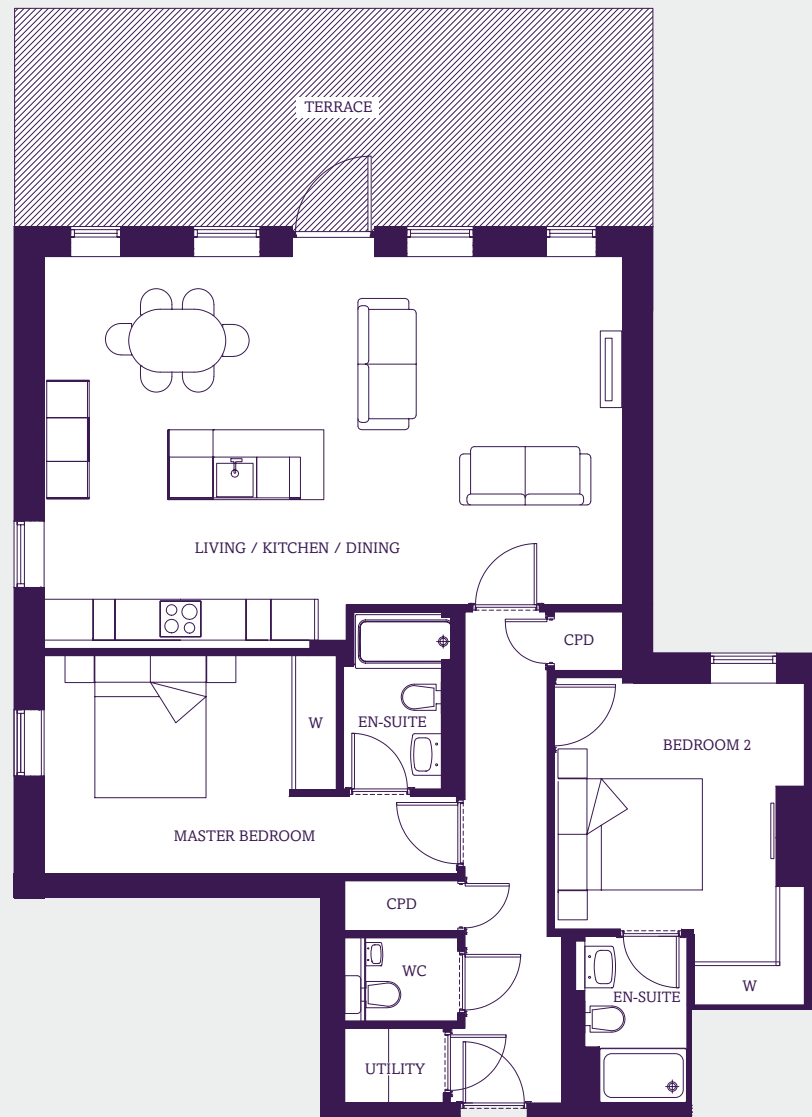 TERRACE
LIVING / KITCHEN / DINING
CPD
EN-SUITE
W
BEDROOM 2
MASTER BEDROOM
CPD
WC
EN-SUITE
W
UTILITY